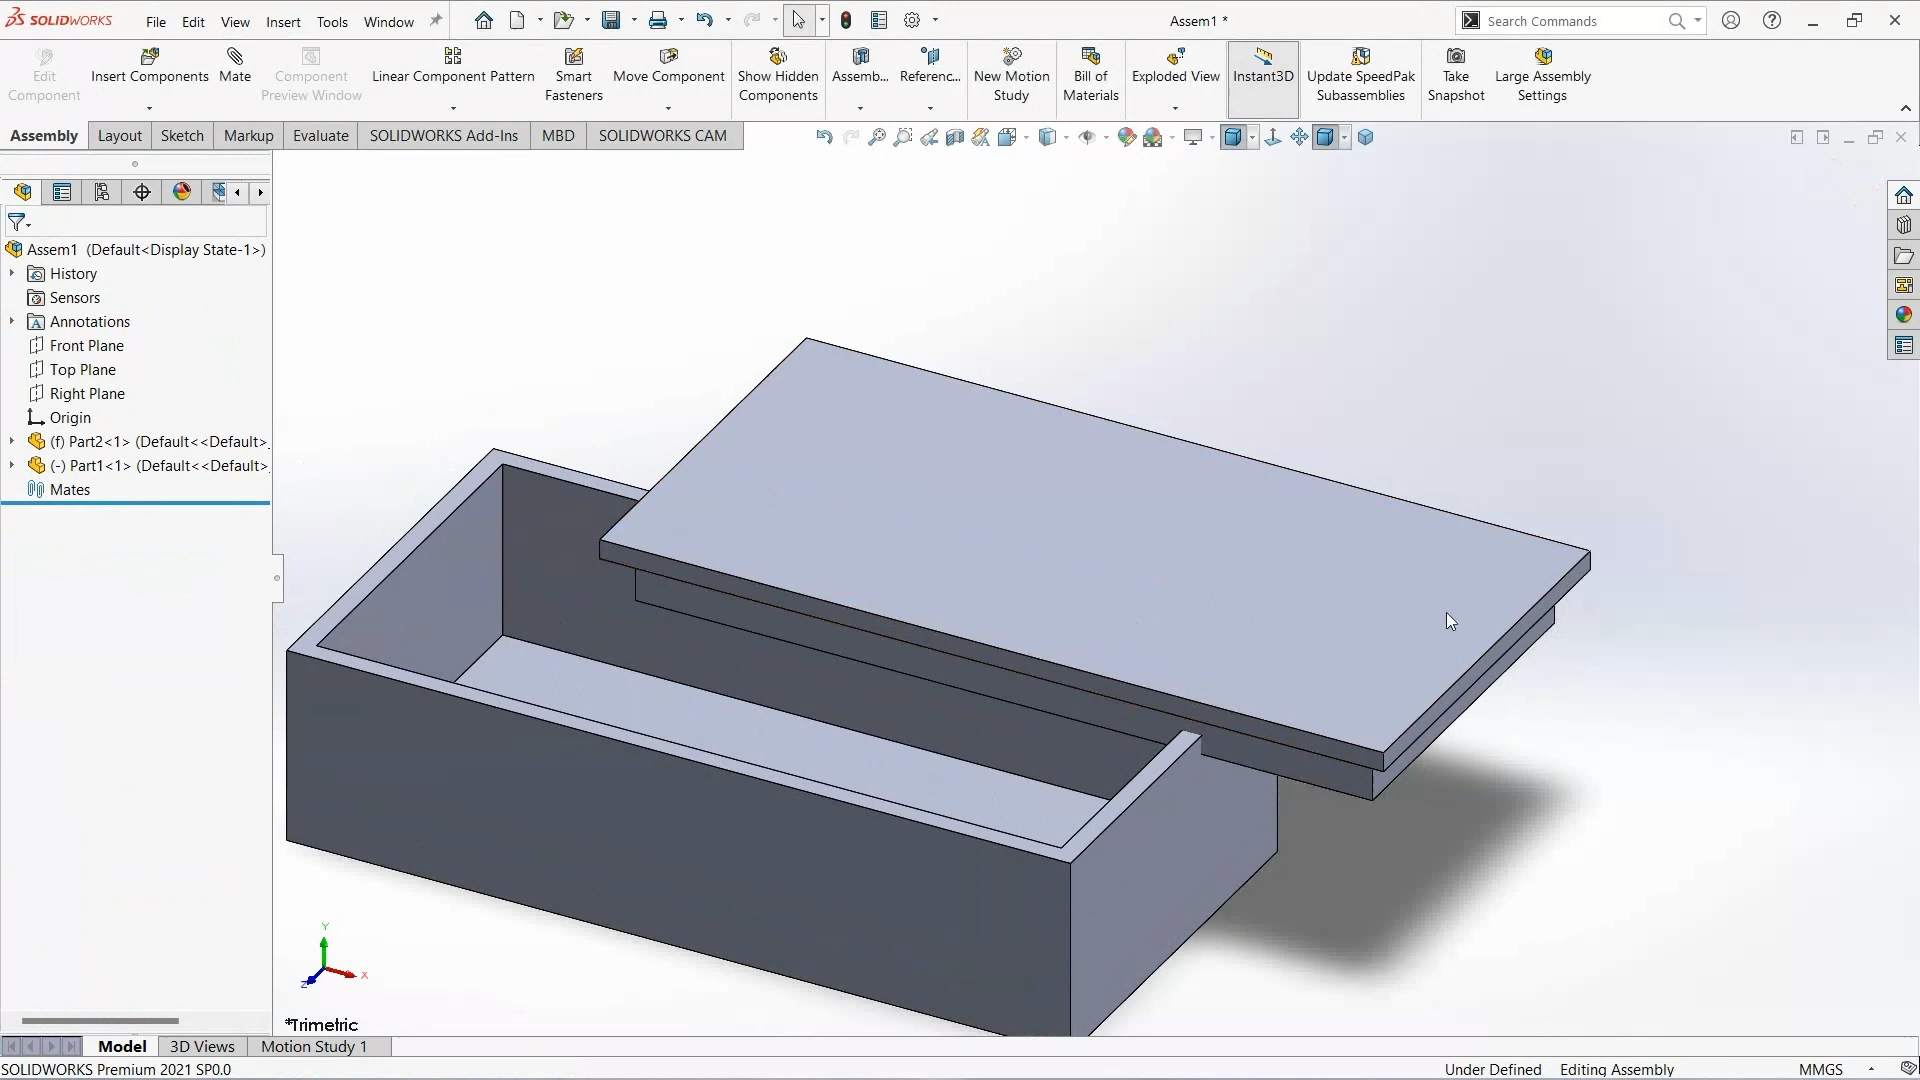 SOLIDWORKS File Edit View Insert Tools Window Assem1 * Search Commands
Edit Component
Insert Components
Mate
Component Preview Window
Linear Component Pattern
Smart Fasteners
Move Component
Show Hidden Components
Assemb...
Referenc...
New Motion Study
Bill of Materials
Exploded View
Instant3D
Update SpeedPak Subassemblies
Take Snapshot
Large Assembly Settings
Assembly Layout Sketch Markup Evaluate SOLIDWORKS Add-Ins MBD SOLIDWORKS CAM
Assem1 (Default<Display State-1>)
History
Sensors
A Annotations
Front Plane
Top Plane
Right Plane
Origin
(f) Part2<1> (Default<<Default>
(-) Part1<1> (Default<<Default>
Mates
Y
X
Z
*Trimetric
Model 3D Views Motion Study 1
SOLIDWORKS Premium 2021 SP0.0 Under Defined Editing Assembly MMGS